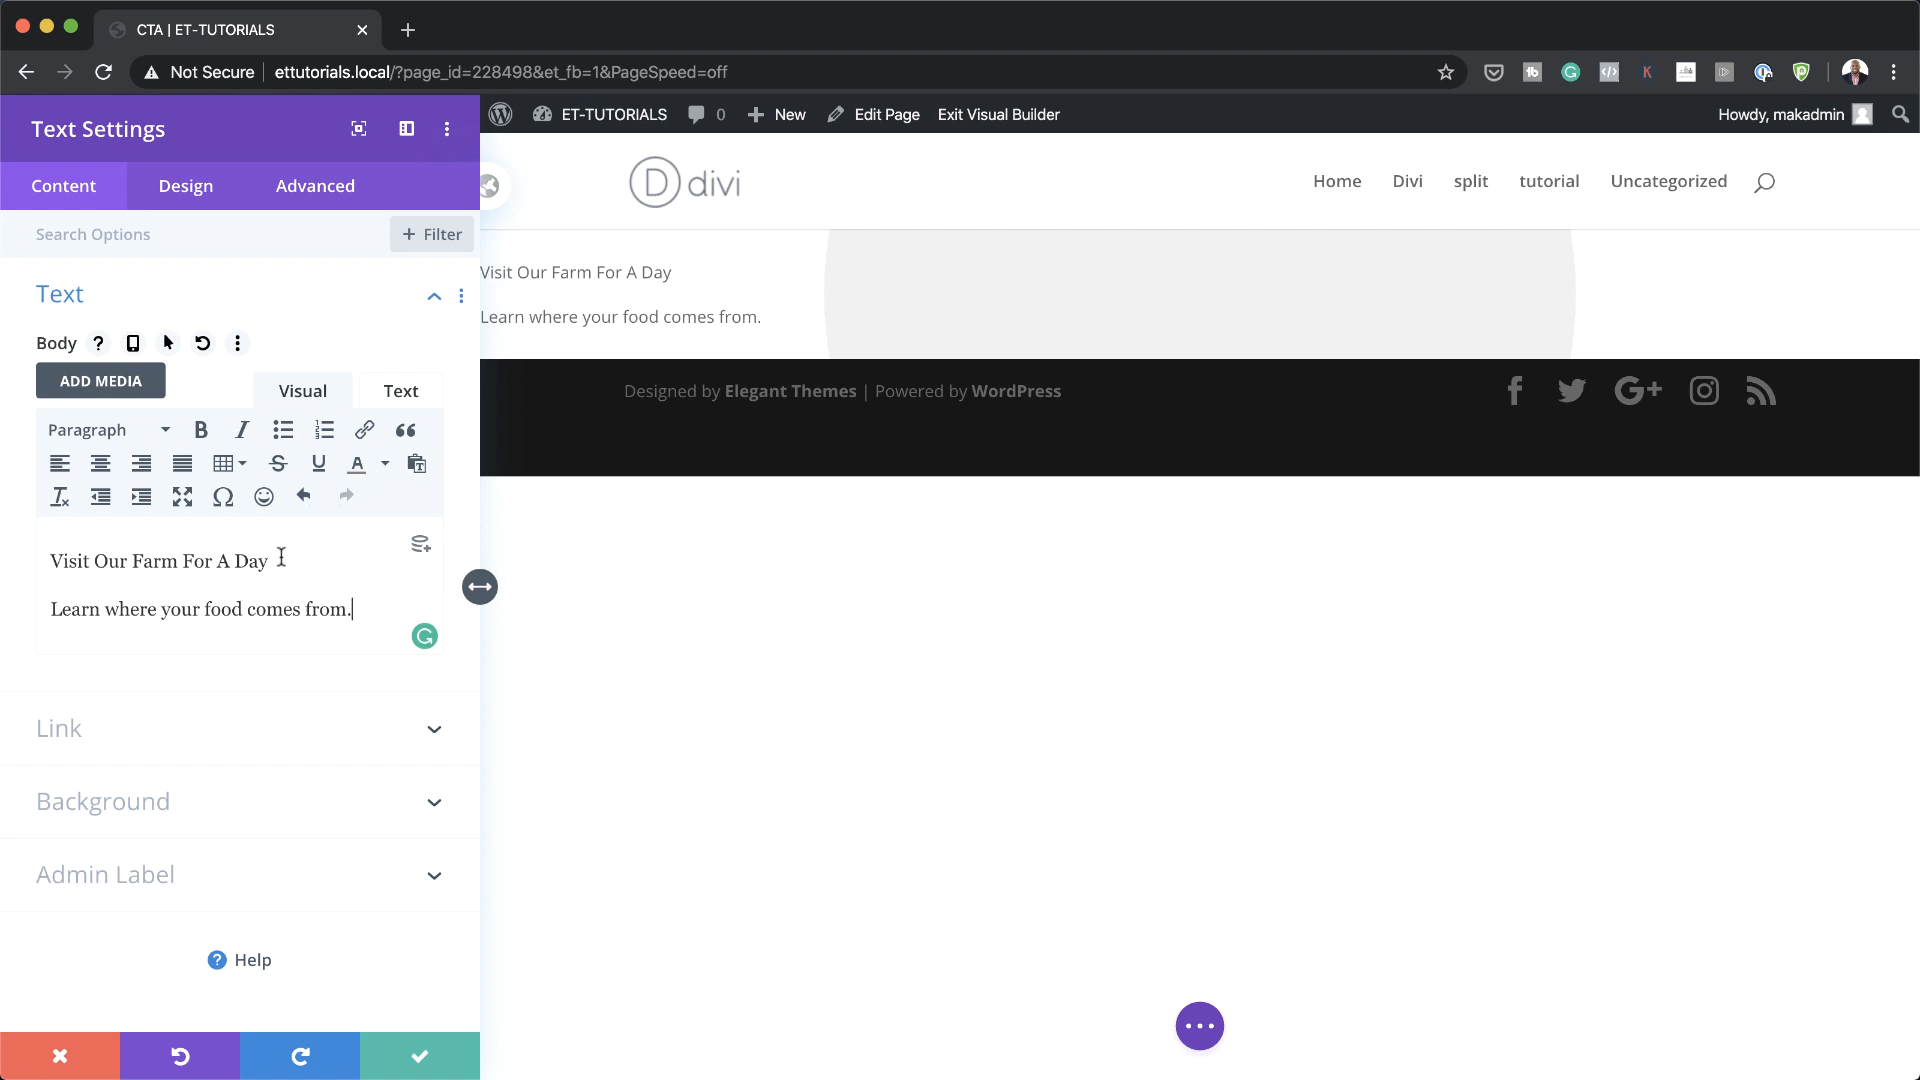 CTA | ET-TUTORIALS
Not Secure
ettutorials.local/?page_id=228498&et_fb=1&PageSpeed=off
ET-TUTORIALS
0
New
Edit Page
Exit Visual Builder
Howdy, makadmin
Text Settings
Content
Design
Advanced
Search Options
+ Filter
divi
Home
Divi
split
tutorial
Uncategorized
Visit Our Farm For A Day
Learn where your food comes from.
Designed by Elegant Themes | Powered by WordPress
Text
Body
ADD MEDIA
Visual
Text
Paragraph
Visit Our Farm For A Day
Learn where your food comes from.
Link
Background
Admin Label
Help